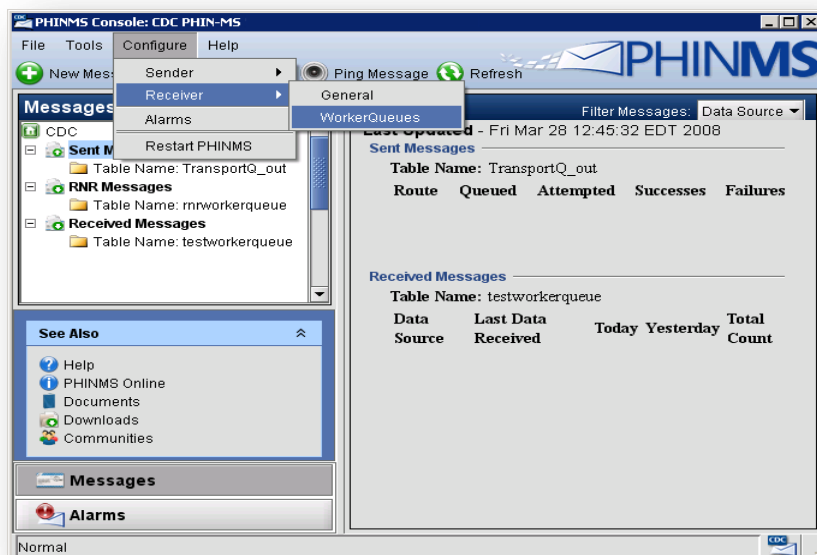 PHINMS Console: CDC PHIN-MS
File Tools Configure Help
New Mess
Ping Message Refresh
PHINMS
Sender
Receiver
Alarms
Restart PHINMS
General
WorkerQueues
Messages
Filter Messages: Data Source
CDC
Sent M
Table Name: TransportQ_out
RNR Messages
Table Name: rnrworkerqueue
Received Messages
Table Name: testworkerqueue
Last Updated - Fri Mar 28 12:45:32 EDT 2008
Sent Messages
Table Name: TransportQ_out
Route Queued Attempted Successes Failures
Received Messages
Table Name: testworkerqueue
Data Source Last Data Received Today Yesterday Total Count
See Also
Help
PHINMS Online
Documents
Downloads
Communities
Messages
Alarms
Normal
CDC